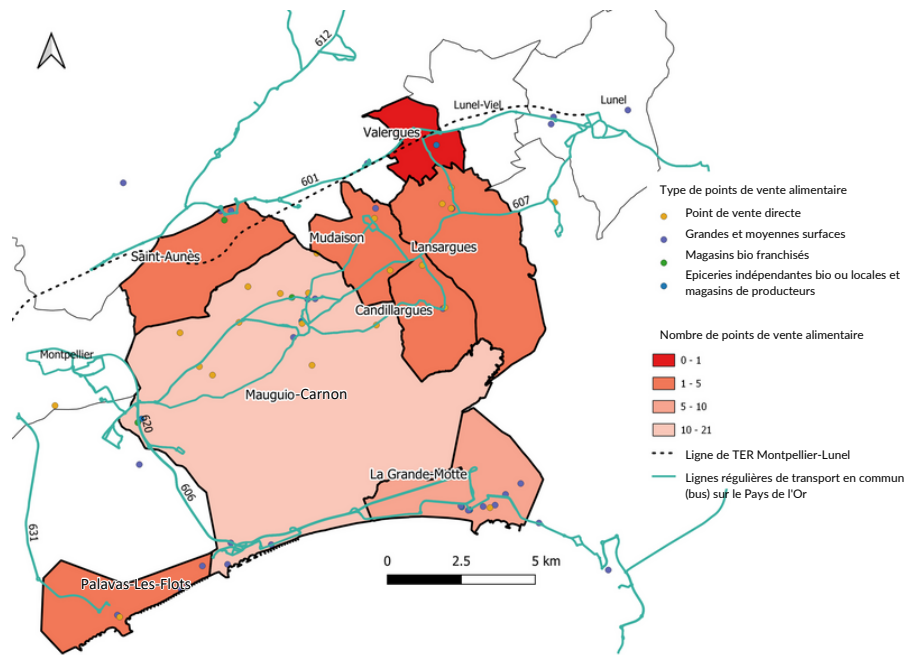 612
Lunel-Viel
Lunel
Valergues
601
607
Mudaison
Lansargues
Saint-Aunès
Candillargues
Montpellier
Mauguio-Carnon
620
La Grande-Motte
606
631
Palavas-Les-Flots
0 2.5 5 km
Type de points de vente alimentaire
Point de vente directe
Grandes et moyennes surfaces
Magasins bio franchisés
Epiceries indépendantes bio ou locales et
magasins de producteurs
Nombre de points de vente alimentaire
0 - 1
1 - 5
5 - 10
10 - 21
Ligne de TER Montpellier-Lunel
Lignes régulières de transport en commun
(bus) sur le Pays de l'Or